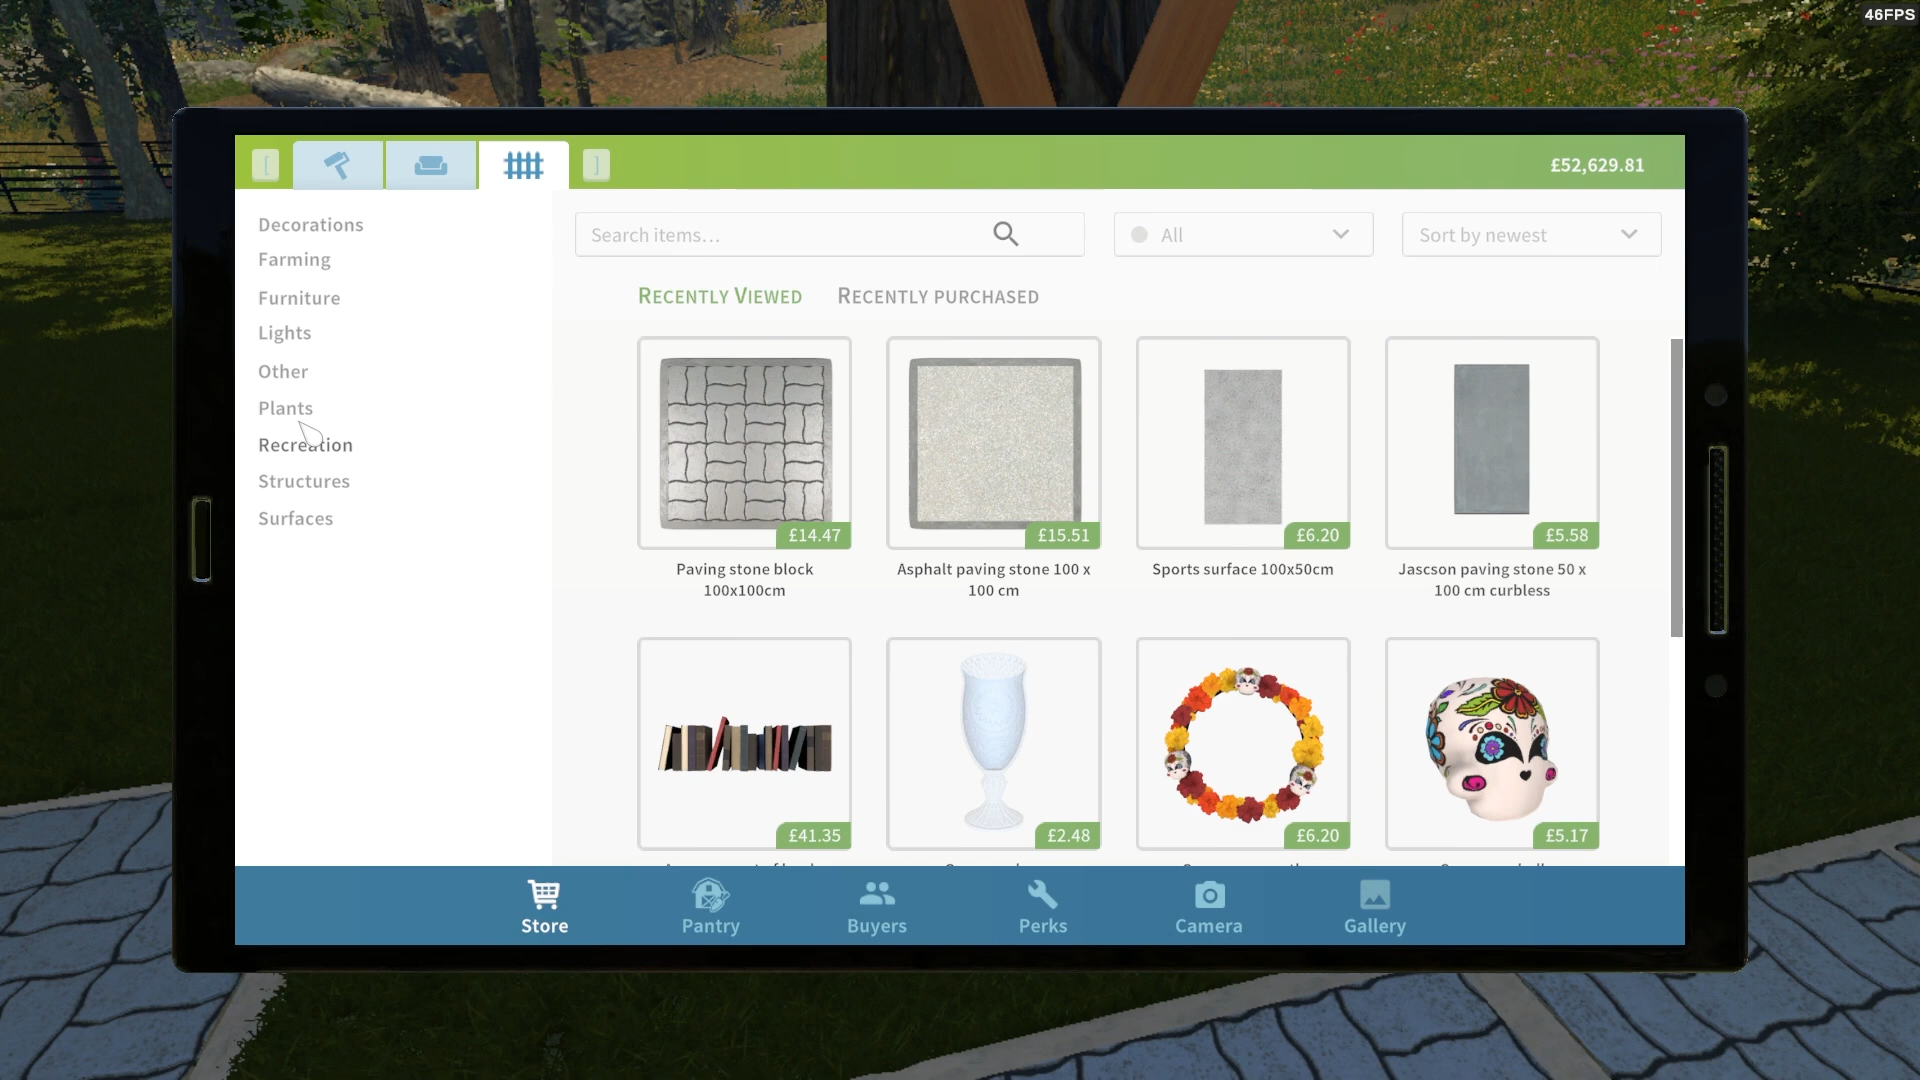 46FPS
[
]
£52,629.81
Decorations
Farming
Furniture
Lights
Other
Plants
Recreation
Structures
Surfaces
Search items...
All
Sort by newest
RECENTLY VIEWED
RECENTLY PURCHASED
£14.47
£15.51
£6.20
£5.58
Paving stone block
100x100cm
Asphalt paving stone 100 x
100 cm
Sports surface 100x50cm
Jascson paving stone 50 x
100 cm curbless
£41.35
£2.48
£6.20
£5.17
Store
Pantry
Buyers
Perks
Camera
Gallery